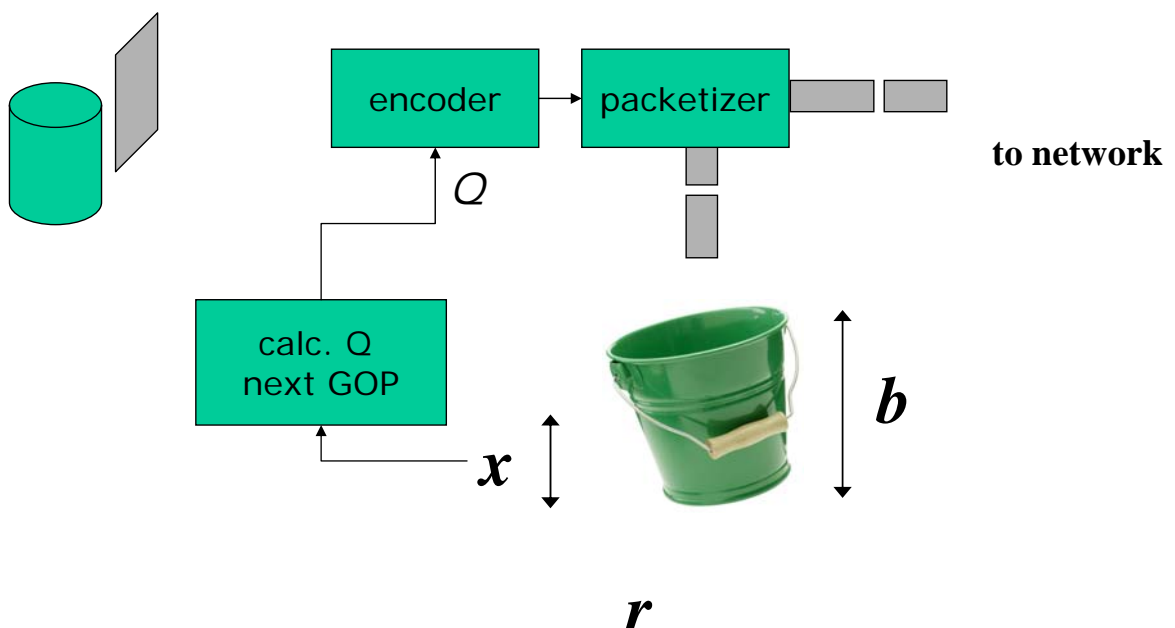 encoder
packetizer
to network
Q
calc. Q
next GOP
b
x
r